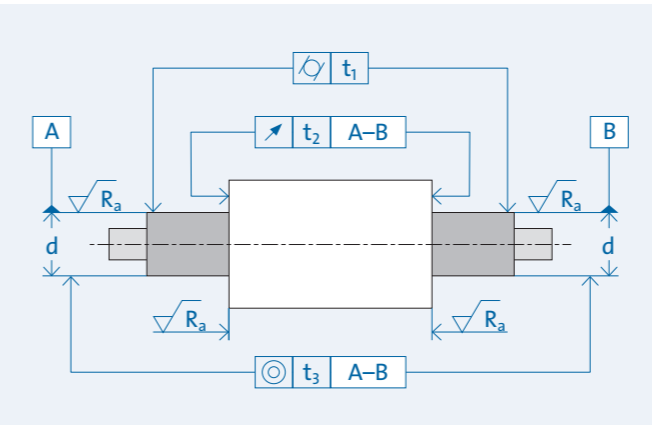 t₁
t₂ A–B
A B
Rₐ Rₐ
d d
Rₐ Rₐ
t₃ A–B